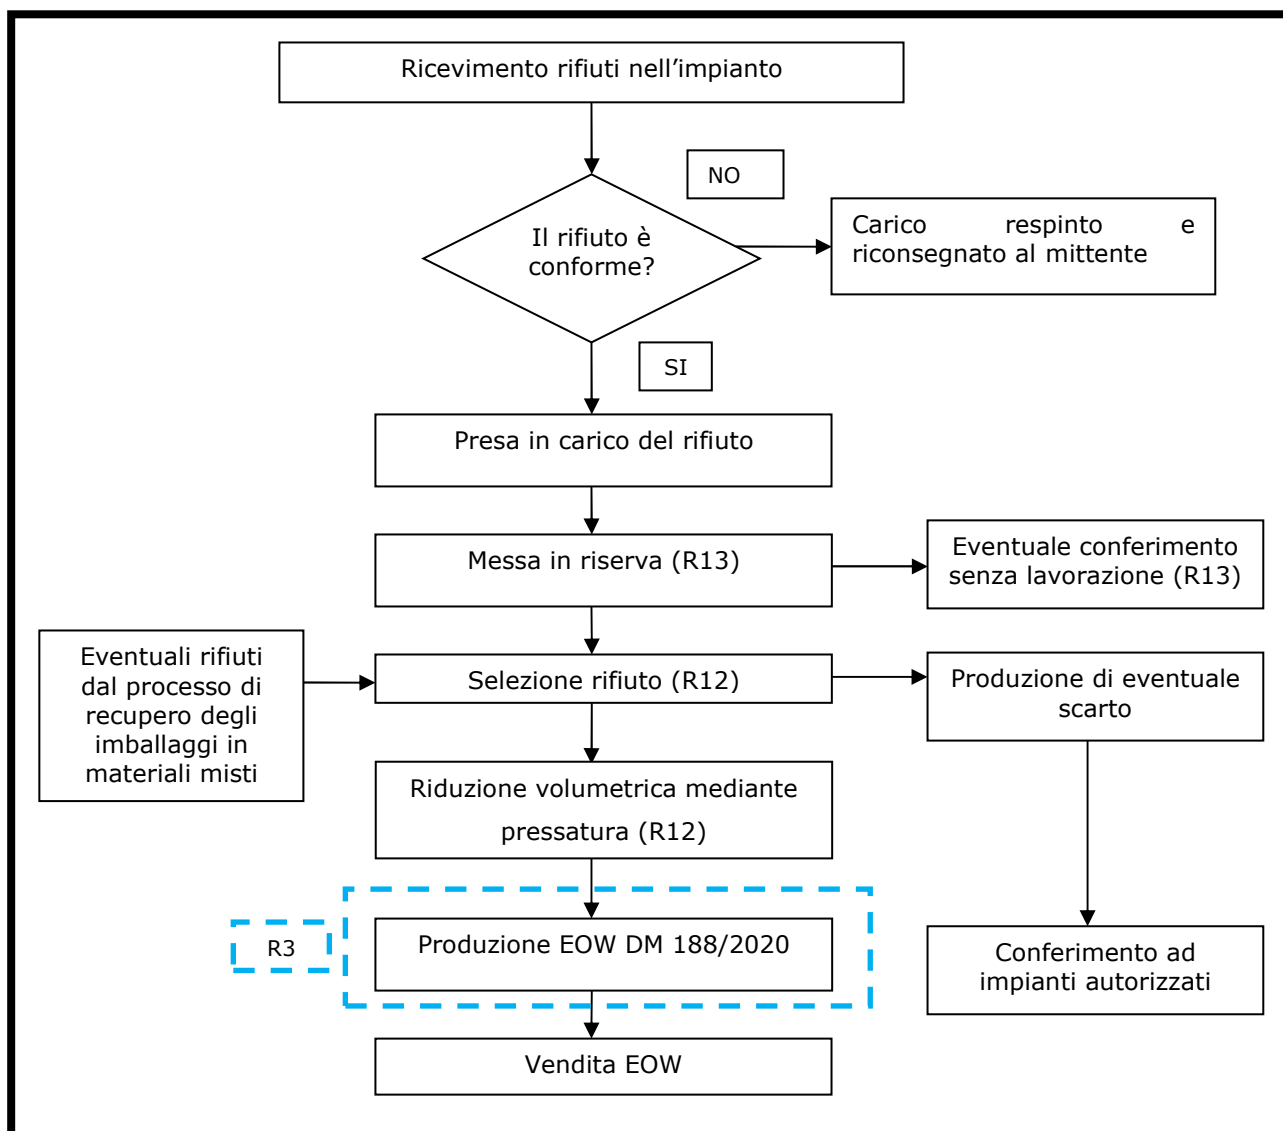 Ricevimento rifiuti nell'impianto
NO
Il rifiuto è
conforme?
Carico respinto e
riconsegnato al mittente
SI
Presa in carico del rifiuto
Messa in riserva (R13)
Eventuale conferimento
senza lavorazione (R13)
Eventuali rifiuti
dal processo di
recupero degli
imballaggi in
materiali misti
Selezione rifiuto (R12)
Produzione di eventuale
scarto
Riduzione volumetrica mediante
pressatura (R12)
R3
Produzione EOW DM 188/2020
Conferimento ad
impianti autorizzati
Vendita EOW